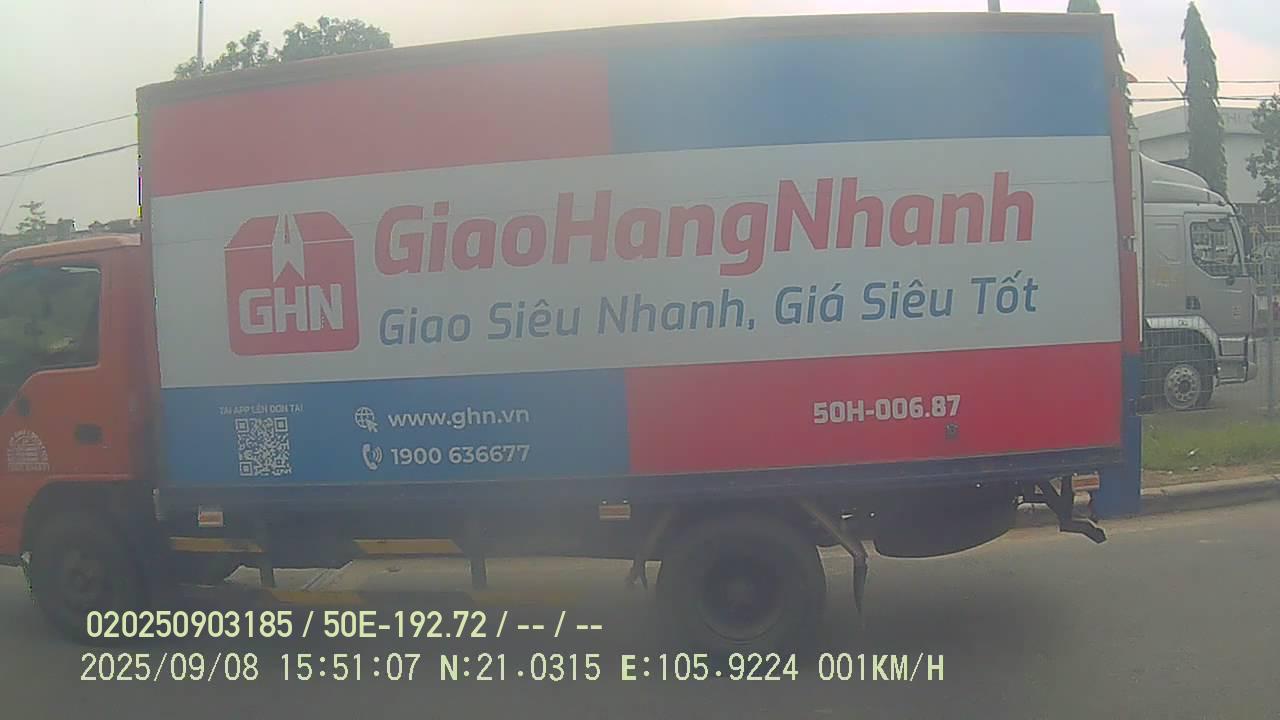 GiaoHangNhanh
GHN
Giao Siêu Nhanh, Giá Siêu Tốt
TẢI APP LÊN ĐƠN TẠI
www.ghn.vn
1900 636677
50H-006.87
020250903185 / 50E-192.72 / -- / --
2025/09/08 15:51:07 N:21.0315 E:105.9224 001KM/H